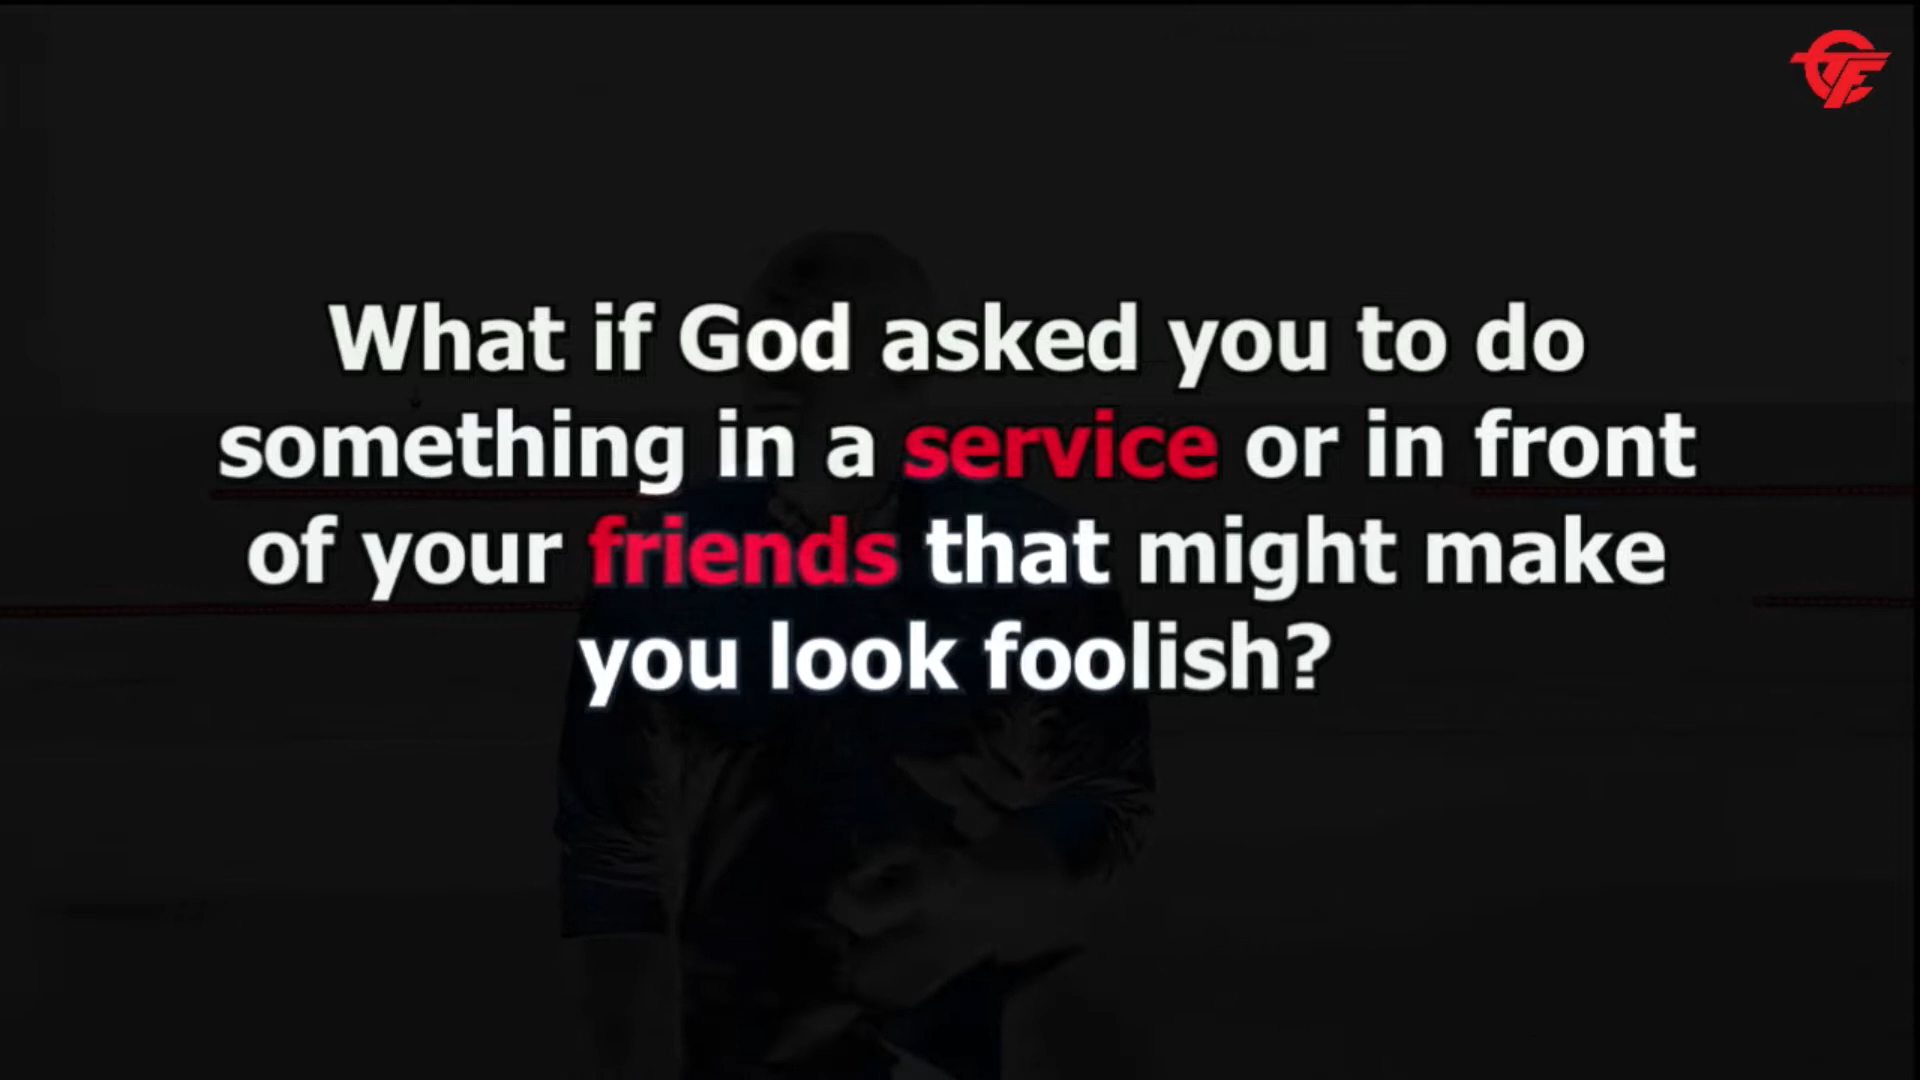 What if God asked you to do
something in a service or in front
of your friends that might make
you look foolish?